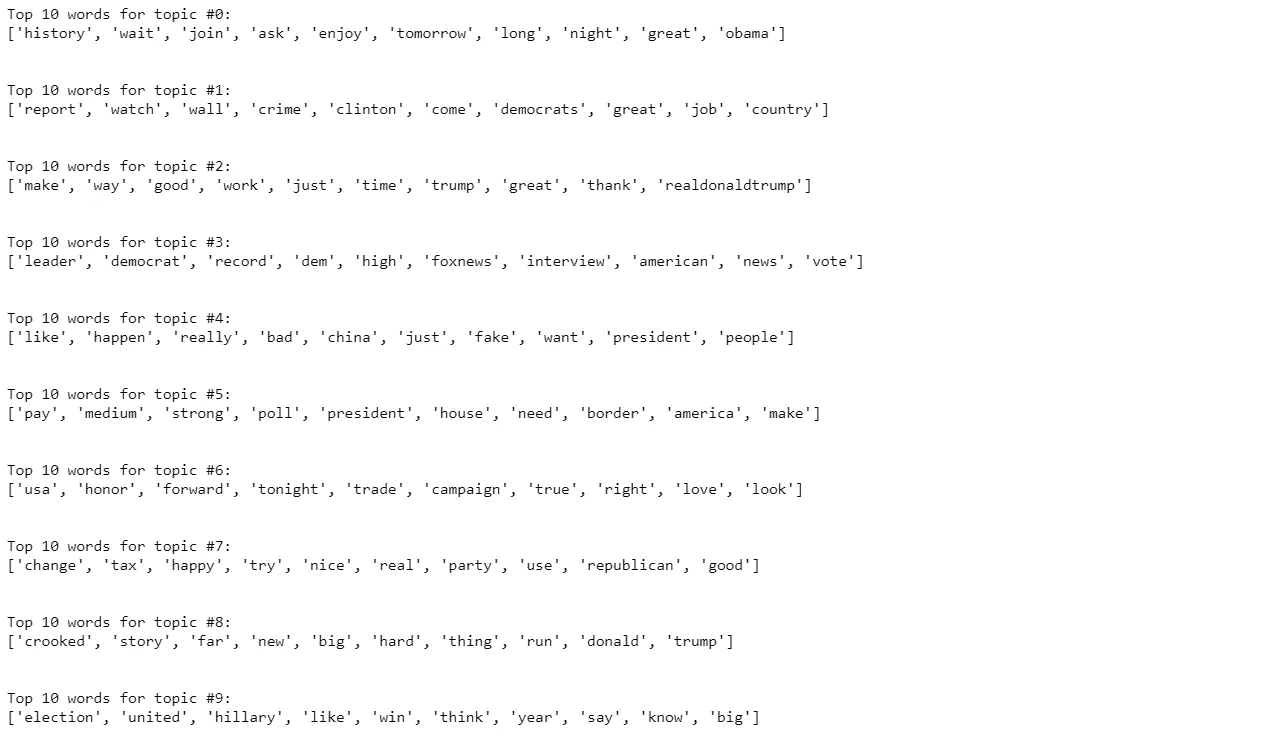 Top 10 words for topic #0:
['history', 'wait', 'join', 'ask', 'enjoy', 'tomorrow', 'long', 'night', 'great', 'obama']
Top 10 words for topic #1:
['report', 'watch', 'wall', 'crime', 'clinton', 'come', 'democrats', 'great', 'job', 'country']
Top 10 words for topic #2:
['make', 'way', 'good', 'work', 'just', 'time', 'trump', 'great', 'thank', 'realdonaldtrump']
Top 10 words for topic #3:
['leader', 'democrat', 'record', 'dem', 'high', 'foxnews', 'interview', 'american', 'news', 'vote']
Top 10 words for topic #4:
['like', 'happen', 'really', 'bad', 'china', 'just', 'fake', 'want', 'president', 'people']
Top 10 words for topic #5:
['pay', 'medium', 'strong', 'poll', 'president', 'house', 'need', 'border', 'america', 'make']
Top 10 words for topic #6:
['usa', 'honor', 'forward', 'tonight', 'trade', 'campaign', 'true', 'right', 'love', 'look']
Top 10 words for topic #7:
['change', 'tax', 'happy', 'try', 'nice', 'real', 'party', 'use', 'republican', 'good']
Top 10 words for topic #8:
['crooked', 'story', 'far', 'new', 'big', 'hard', 'thing', 'run', 'donald', 'trump']
Top 10 words for topic #9:
['election', 'united', 'hillary', 'like', 'win', 'think', 'year', 'say', 'know', 'big']